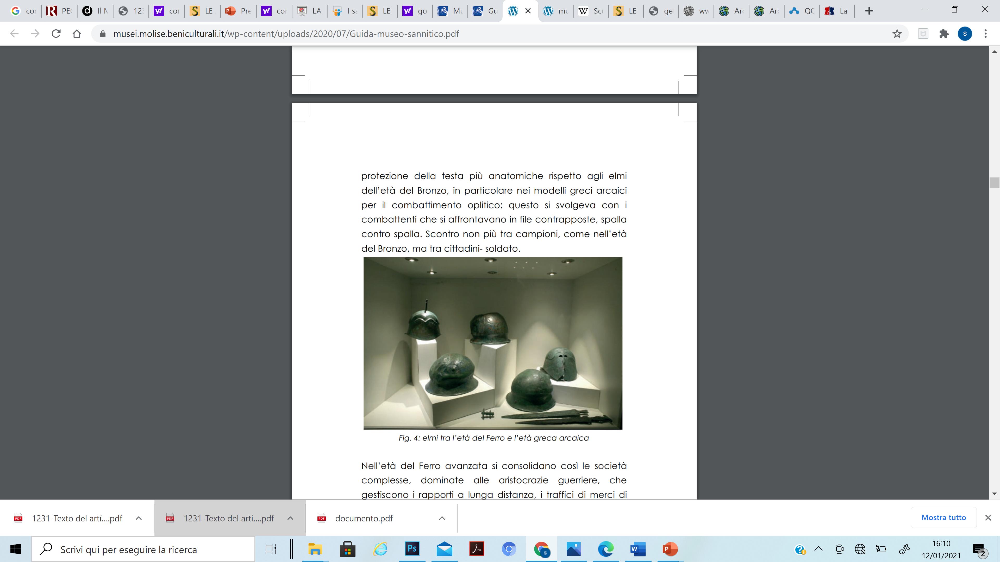 cor
PE
Il M
123
cor
LE
Pre
cor
LA
I sa
LE
go
Mu
Gu
mu
Scu
LE
ge
ww
Arc
Arc
QG
La
musei.molise.beniculturali.it/wp-content/uploads/2020/07/Guida-museo-sannitico.pdf
protezione della testa più anatomiche rispetto agli elmi
dell'età del Bronzo, in particolare nei modelli greci arcaici
per il combattimento oplitico: questo si svolgeva con i
combattenti che si affrontavano in file contrapposte, spalla
contro spalla. Scontro non più tra campioni, come nell'età
del Bronzo, ma tra cittadini- soldato.
Fig. 4: elmi tra l'età del Ferro e l'età greca arcaica
Nell'età del Ferro avanzata si consolidano così le società
complesse, dominate alle aristocrazie guerriere, che
gestiscono i rapporti a lunga distanza, i traffici di merci di
1231-Texto del artí....pdf
1231-Texto del artí....pdf
documento.pdf
Mostra tutto
Scrivi qui per eseguire la ricerca
16:10
12/01/2021
2